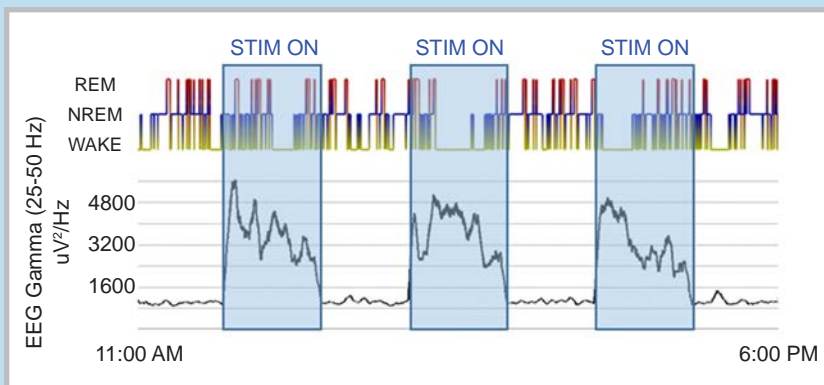 STIM ON STIM ON STIM ON
REM
NREM
WAKE
EEG Gamma (25-50 Hz)
uV²/Hz
4800
3200
1600
11:00 AM 6:00 PM